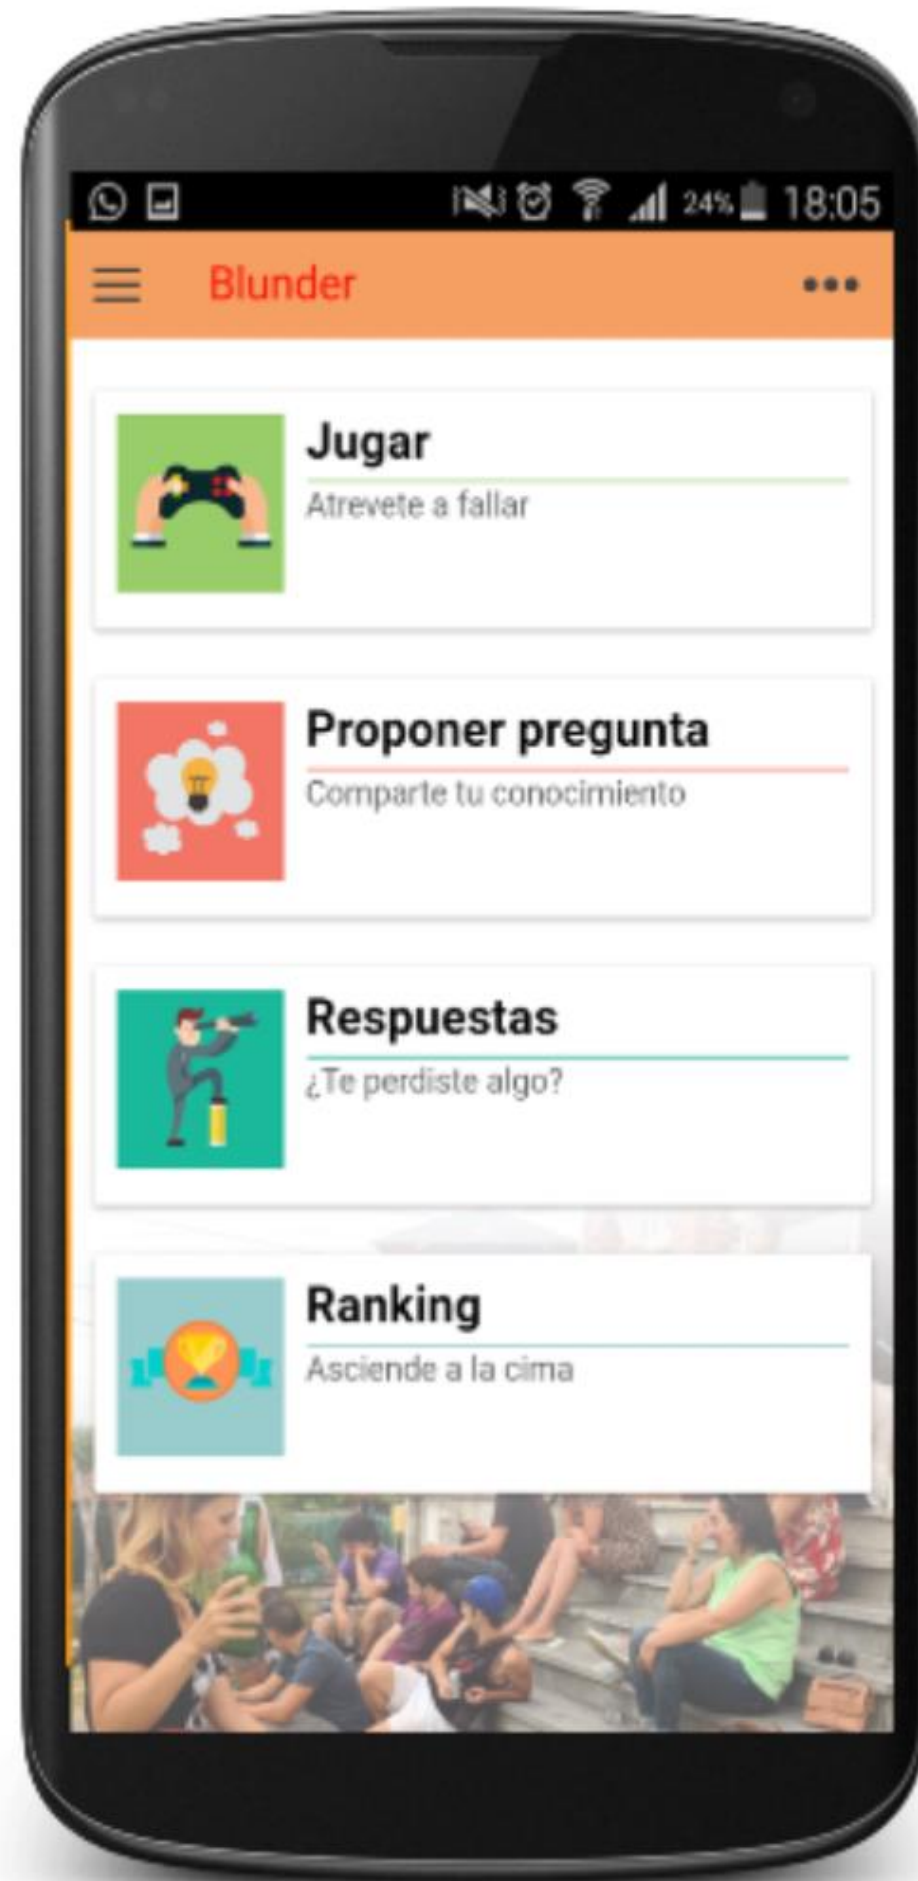 24% 18:05
Blunder
Jugar
Atrevete a fallar
Proponer pregunta
Comparte tu conocimiento
Respuestas
¿Te perdiste algo?
Ranking
Asciende a la cima